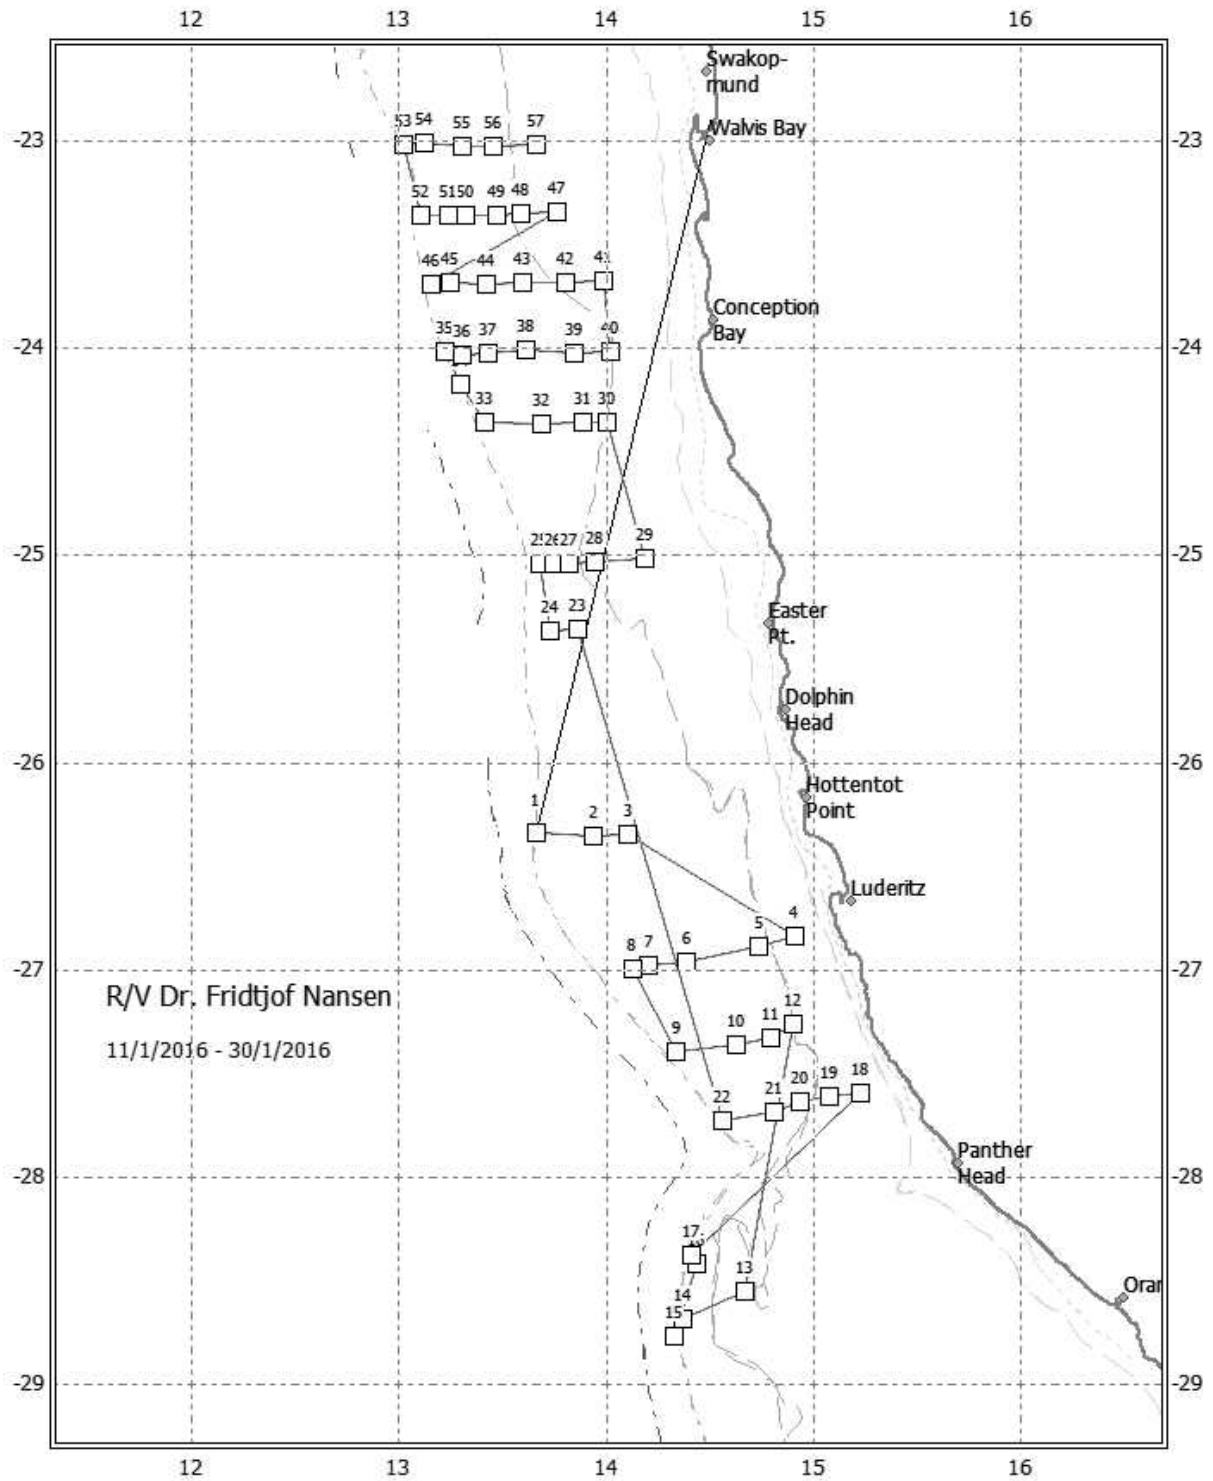 12 13 14 15 16
Swakop-
mund
53 54 55 56 57
Walvis Bay
-23 -23
52 51 50 49 48 47
46 45 44 43 42 41
Conception
Bay
35 36 37 38 39 40
-24 -24
33 32 31 30
27 28 29
-25 -25
24 23
Easter
Pt.
Dolphin
Head
-26 -26
Hottentot
Point
1 2 3
Luderitz
4
5
8 7 6
-27 -27
R/V Dr. Fridtjof Nansen
12
9 10 11
11/1/2016 - 30/1/2016
22 21 20 19 18
Panther
Head
-28 -28
17
13
14
15
-29 -29
12 13 14 15 16